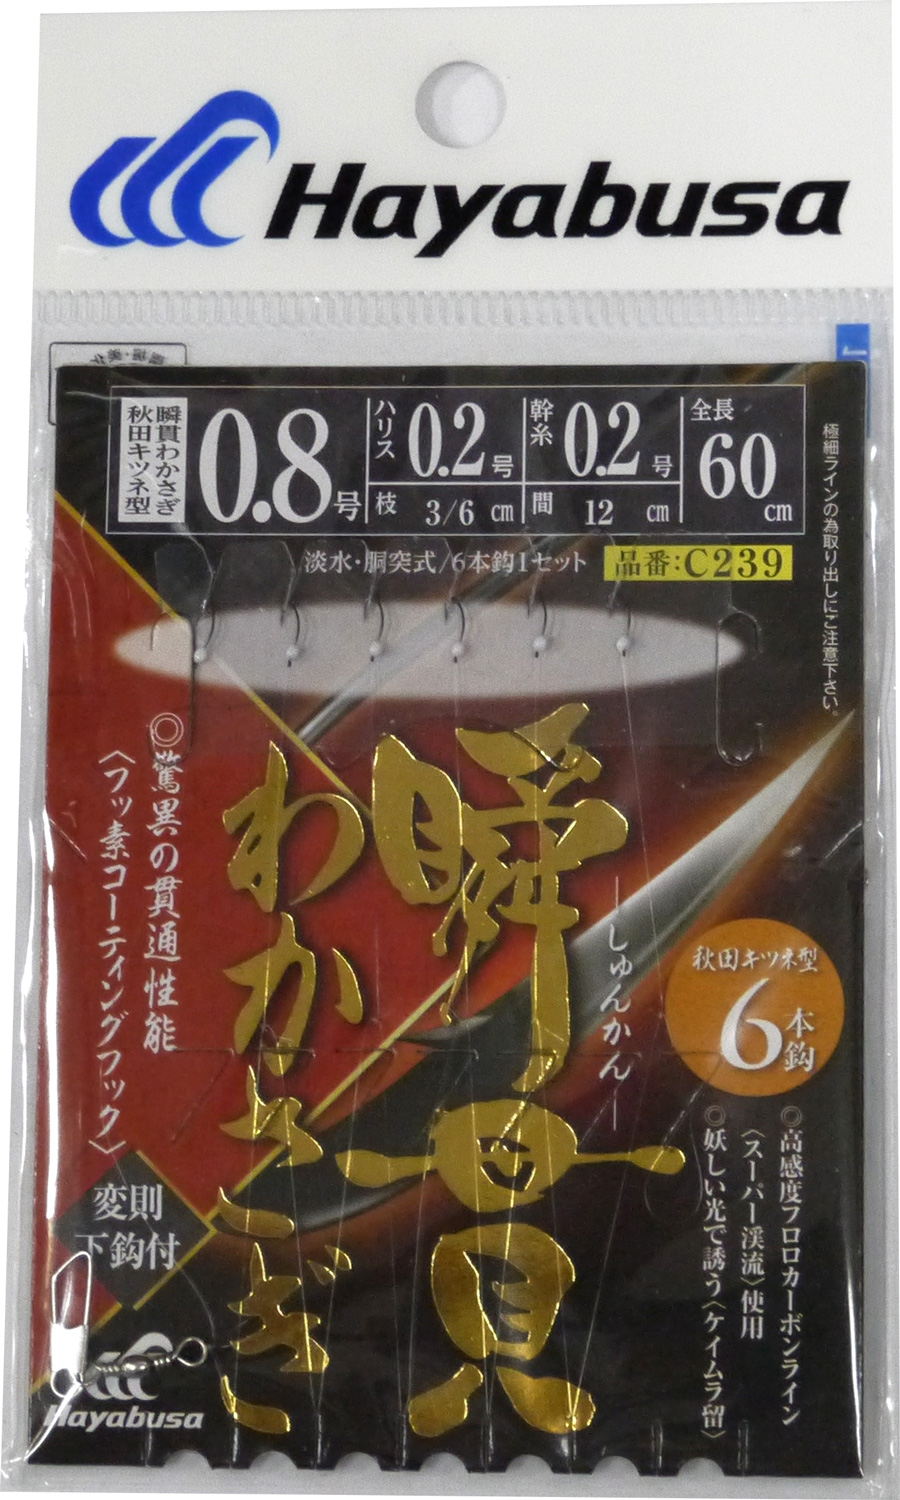 Hayabusa
瞬貫わかさぎ
秋田キツネ型
0.8号
ハリス 0.2号
幹糸 0.2号
全長 60cm
枝 3/6 cm
間 12 cm
淡水・胴突式/6本鈎1セット
品番:C239
極細ラインの為取り出しにご注意下さい。
瞬貫
―しゅんかん―
わかさぎ
◎驚異の貫通性能
〈フッ素コーティングフック〉
秋田キツネ型
6本鈎
◎高感度フロロカーボンライン
〈スーパー渓流〉使用
◎妖しい光で誘う〈ケイムラ留〉
変則
下鈎付
Hayabusa